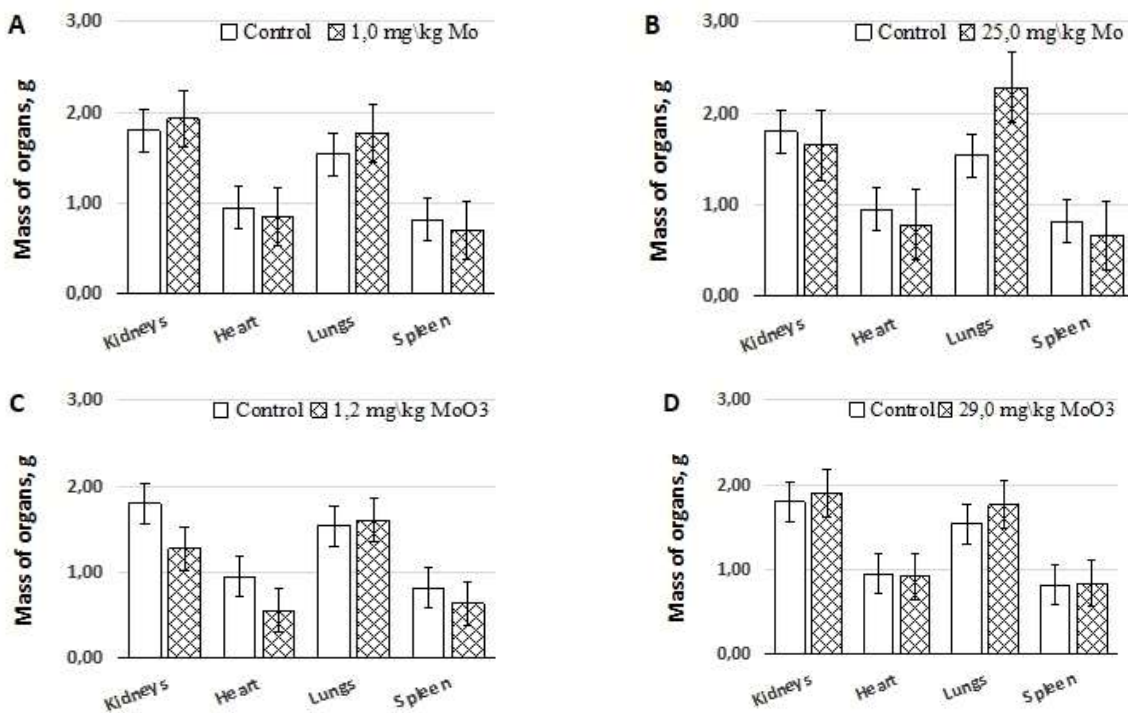 A
3,00
Control 1,0 mg\kg Mo
Mass of organs, g
2,00
1,00
0,00
Kidneys
Heart
Lungs
Spleen
B
3,00
Control 25,0 mg\kg Mo
Mass of organs, g
2,00
1,00
0,00
Kidneys
Heart
Lungs
Spleen
C
3,00
Control 1,2 mg\kg MoO3
Mass of organs, g
2,00
1,00
0,00
Kidneys
Heart
Lungs
Spleen
D
3,00
Control 29,0 mg\kg MoO3
Mass of organs, g
2,00
1,00
0,00
Kidneys
Heart
Lungs
Spleen